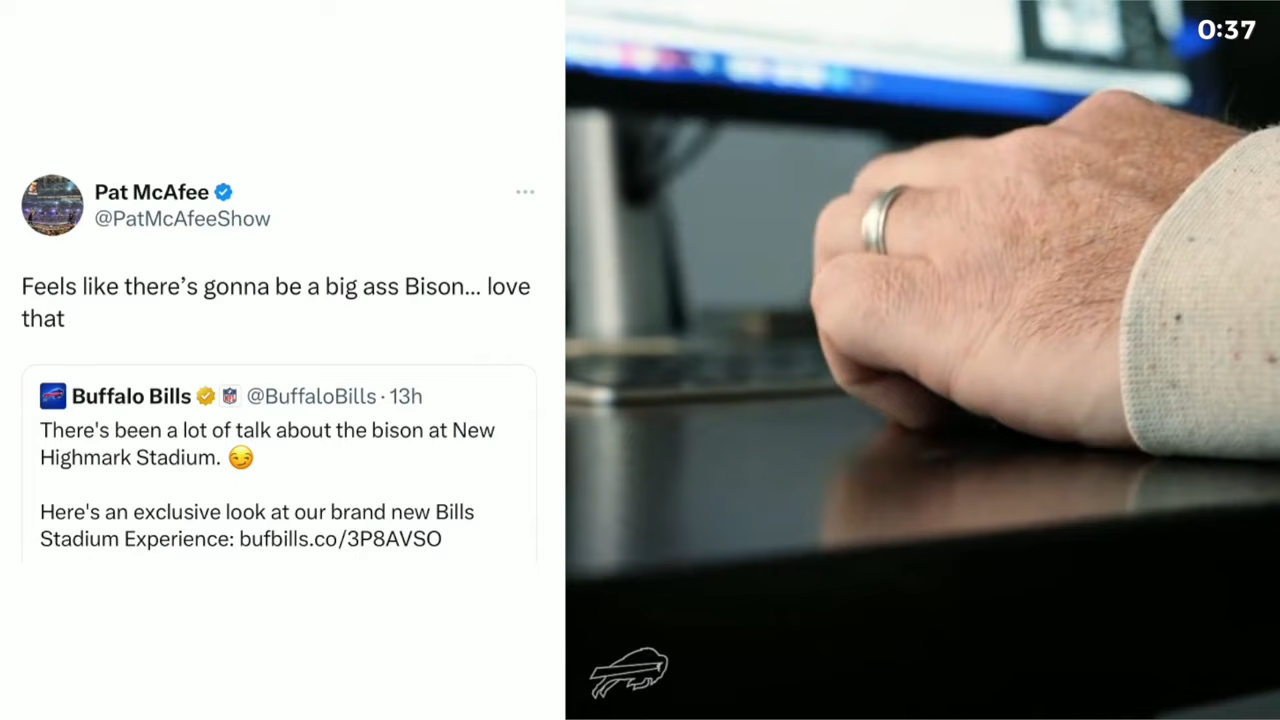 0:37
Pat McAfee
@PatMcAfeeShow
Feels like there’s gonna be a big ass Bison... love
that
Buffalo Bills @BuffaloBills · 13h
There's been a lot of talk about the bison at New
Highmark Stadium. 😏
Here's an exclusive look at our brand new Bills
Stadium Experience: bufbills.co/3P8AVSO